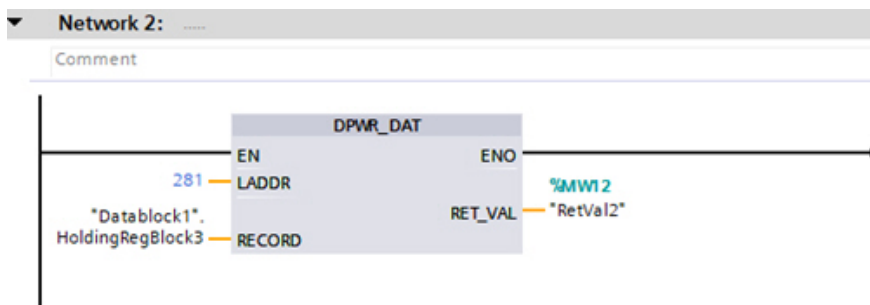 Network 2: .....
Comment
DPWR_DAT
EN ENO
281 LADDR
%MW12
"Datablock1". RET_VAL "RetVal2"
HoldingRegBlock3 RECORD